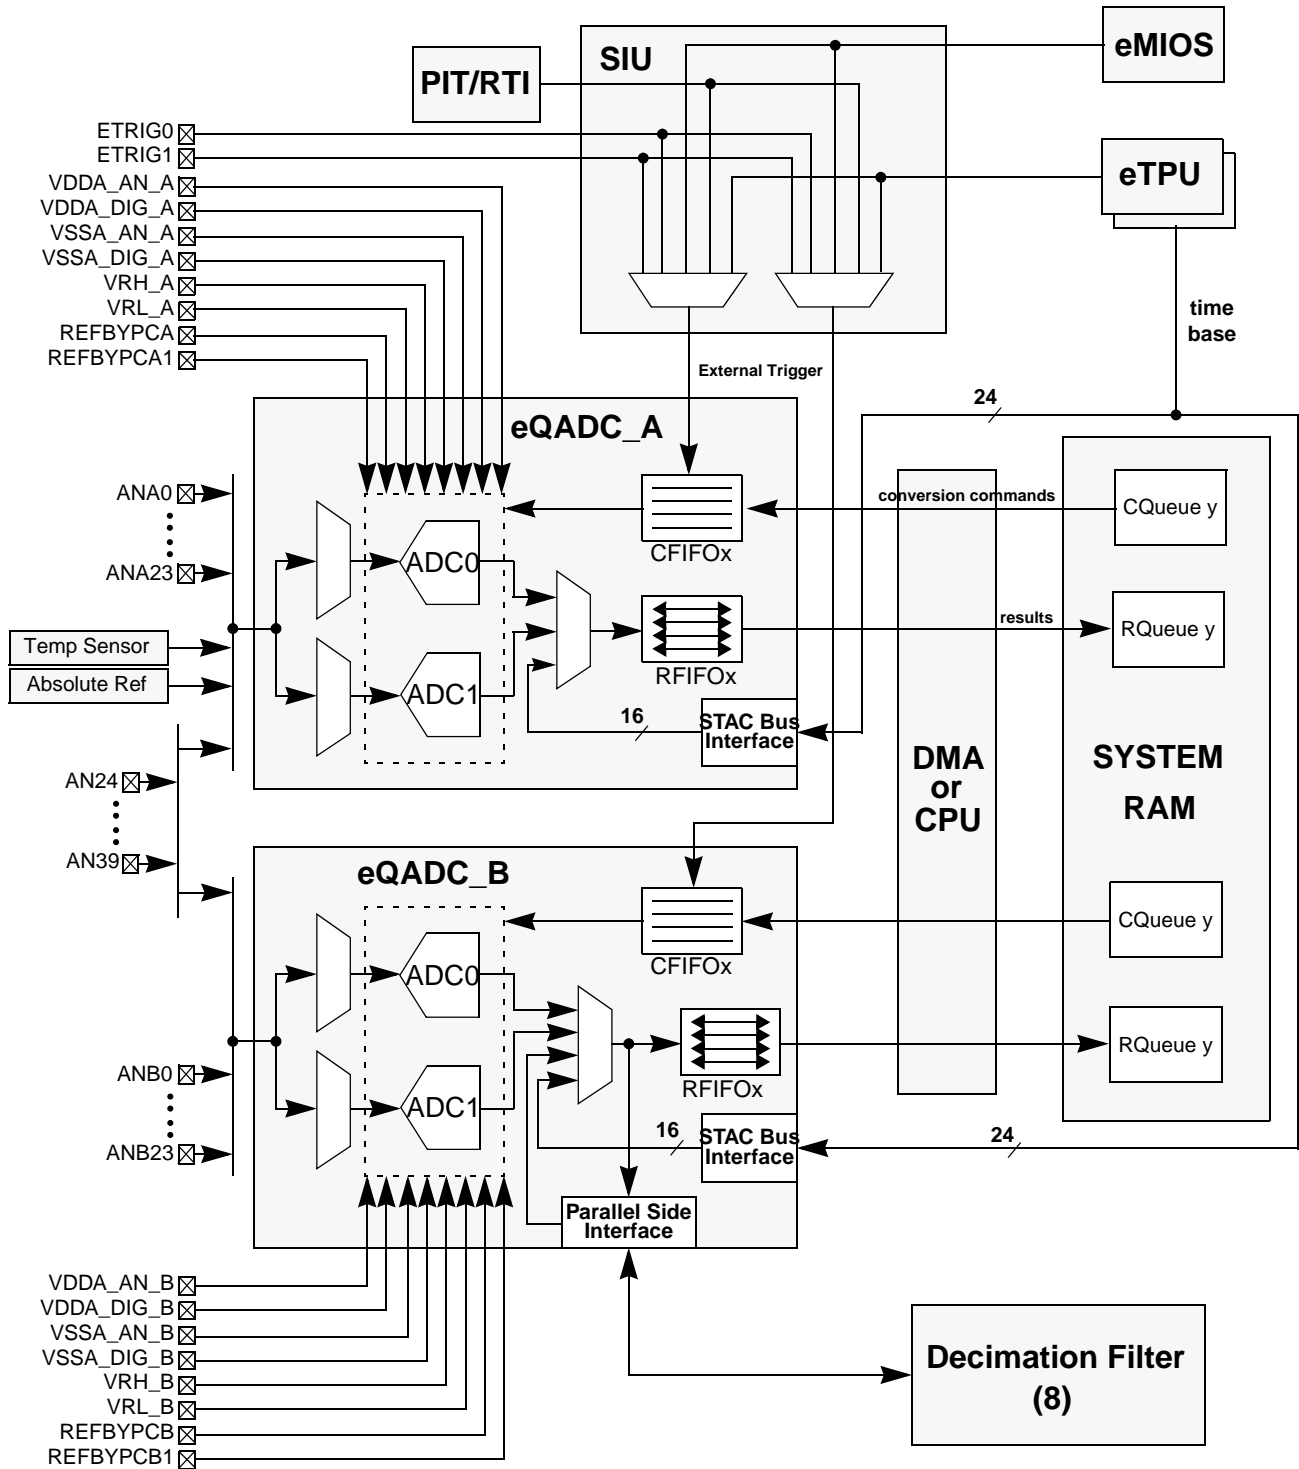 eMIOS
SIU
PIT/RTI
ETRIG0
ETRIG1
eTPU
VDDA_AN_A
VDDA_DIG_A
VSSA_AN_A
VSSA_DIG_A
VRH_A
VRL_A
REFBYPCA
REFBYPCA1
time
base
External Trigger
24
eQADC_A
ANA0
ANA23
conversion commands
CQueue y
CFIFOx
ADC0
results
RQueue y
RFIFOx
Temp Sensor
Absolute Ref
ADC1
16
STAC Bus
Interface
DMA
or
CPU
SYSTEM
RAM
AN24
AN39
eQADC_B
CFIFOx
CQueue y
ADC0
RQueue y
RFIFOx
ANB0
ANB23
ADC1
16
STAC Bus
Interface
24
Parallel Side
Interface
VDDA_AN_B
VDDA_DIG_B
VSSA_AN_B
VSSA_DIG_B
VRH_B
VRL_B
REFBYPCB
REFBYPCB1
Decimation Filter
(8)